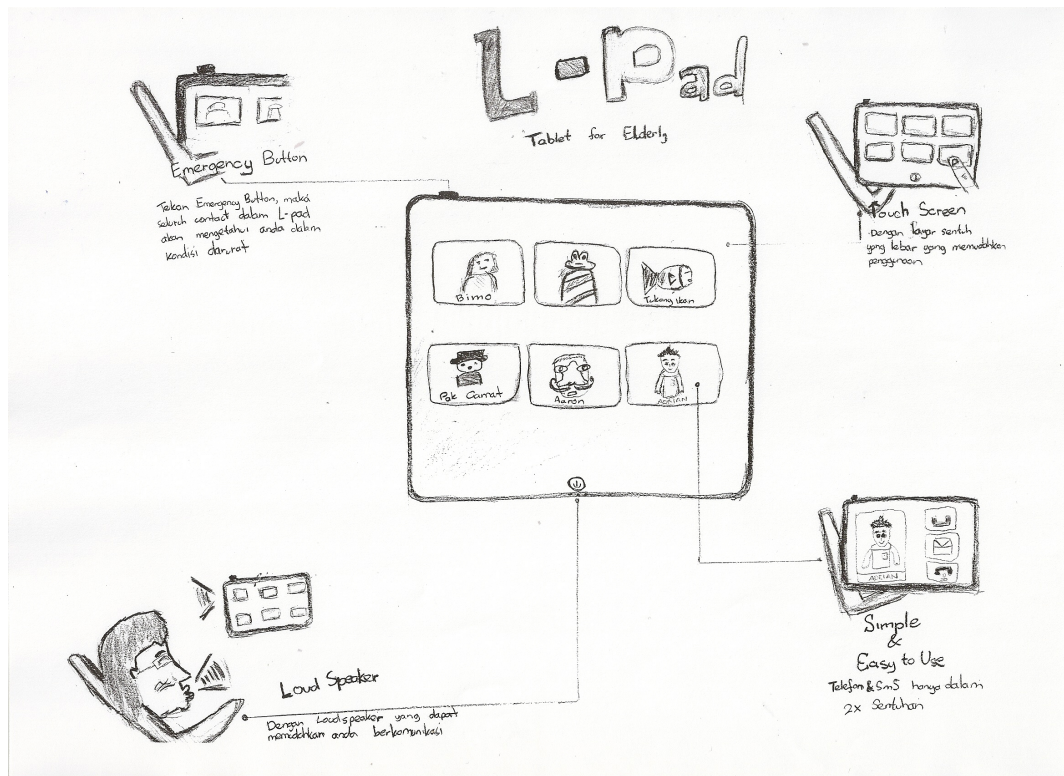 L-Pad
Tablet for Elderly
Emergency Button
Tekan Emergency Button, maka
seluruh contact dalam L-pad
akan mengetahui anda dalam
kondisi darurat
Touch Screen
Dengan layar sentuh
yang lebar yang memudahkan
penggunaan
Bimo
Tukang Ikan
Pak Camat
Aaron
ADRIAN
ADRIAN
Simple
&
Easy to Use
Telefon & SMS hanya dalam
2x Sentuhan
Loud Speaker
Dengan Loudspeaker yang dapat
memudahkan anda berkomunikasi